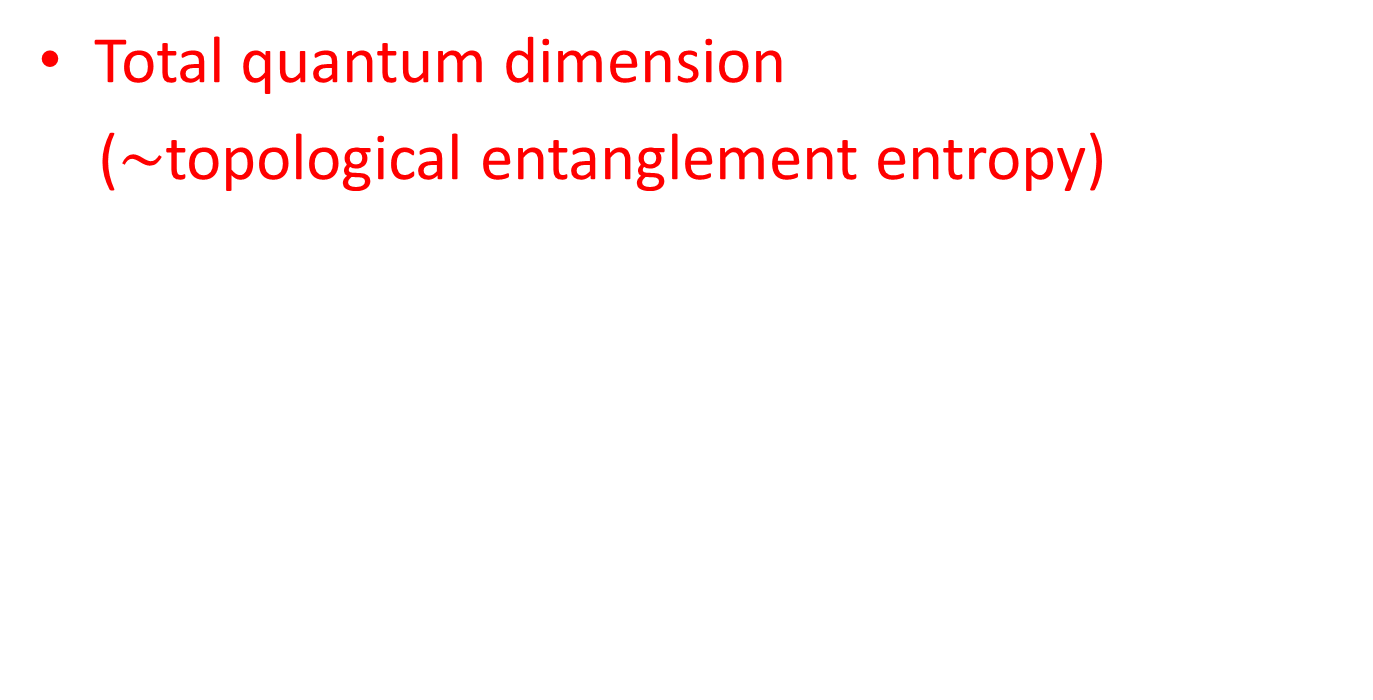 • Total quantum dimension
(~topological entanglement entropy)